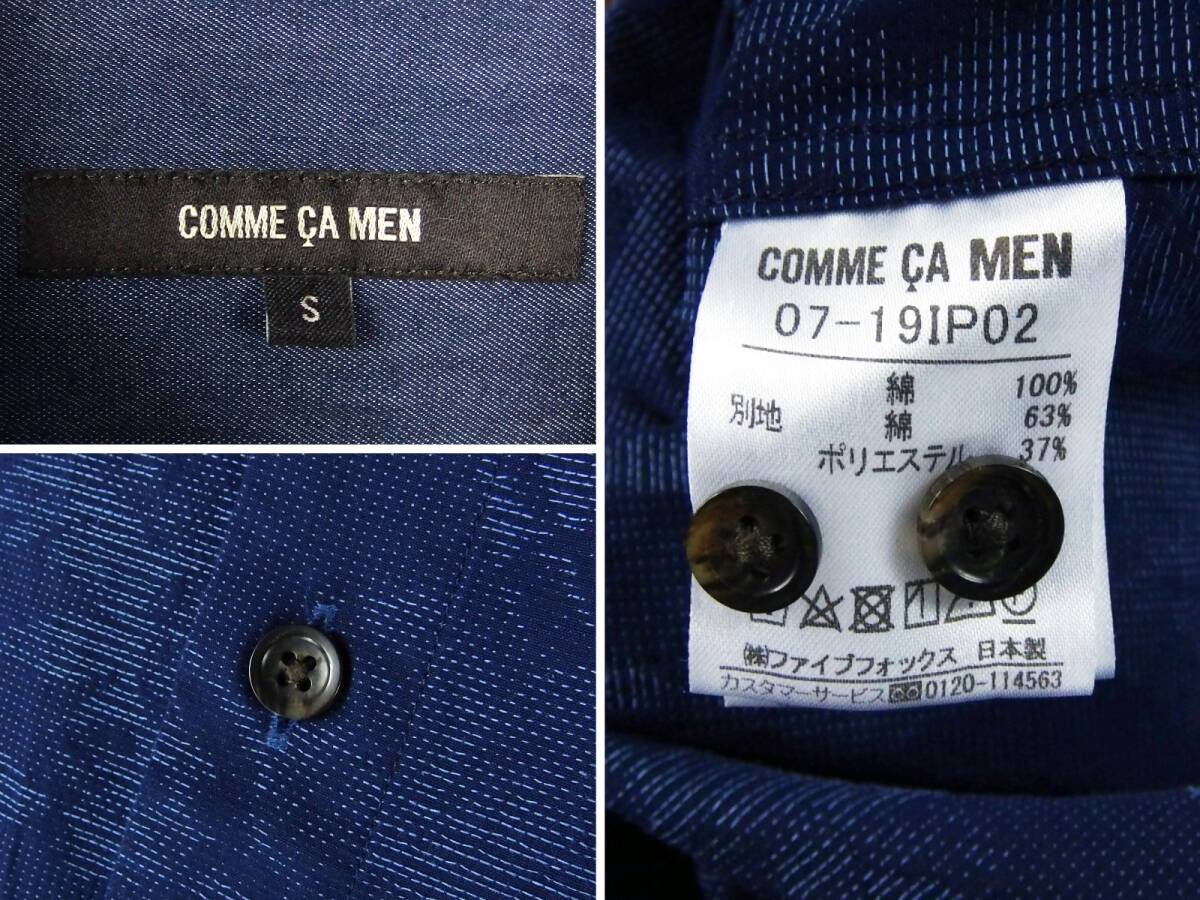 COMME ÇA MEN
S
COMME ÇA MEN
07-19IP02
綿 100%
別地 綿 63%
ポリエステル 37%
㈱ファイブフォックス 日本製
カスタマーサービス 0120-114563